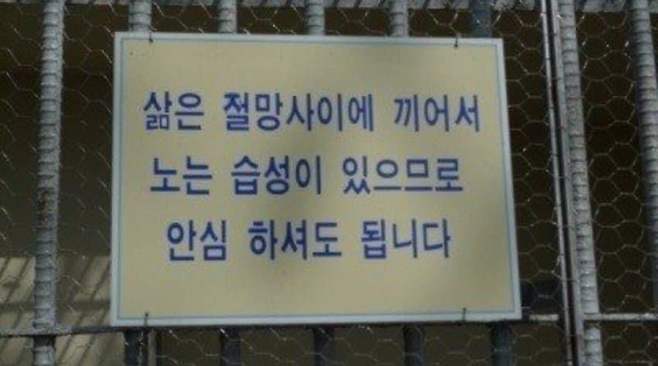 삶은 절망사이에 끼어서
노는 습성이 있으므로
안심 하셔도 됩니다